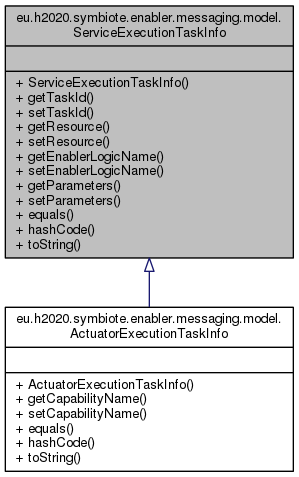 eu.h2020.symbiote.enabler.messaging.model.
ServiceExecutionTaskInfo
+ ServiceExecutionTaskInfo()
+ getTaskId()
+ setTaskId()
+ getResource()
+ setResource()
+ getEnablerLogicName()
+ setEnablerLogicName()
+ getParameters()
+ setParameters()
+ equals()
+ hashCode()
+ toString()
eu.h2020.symbiote.enabler.messaging.model.
ActuatorExecutionTaskInfo
+ ActuatorExecutionTaskInfo()
+ getCapabilityName()
+ setCapabilityName()
+ equals()
+ hashCode()
+ toString()